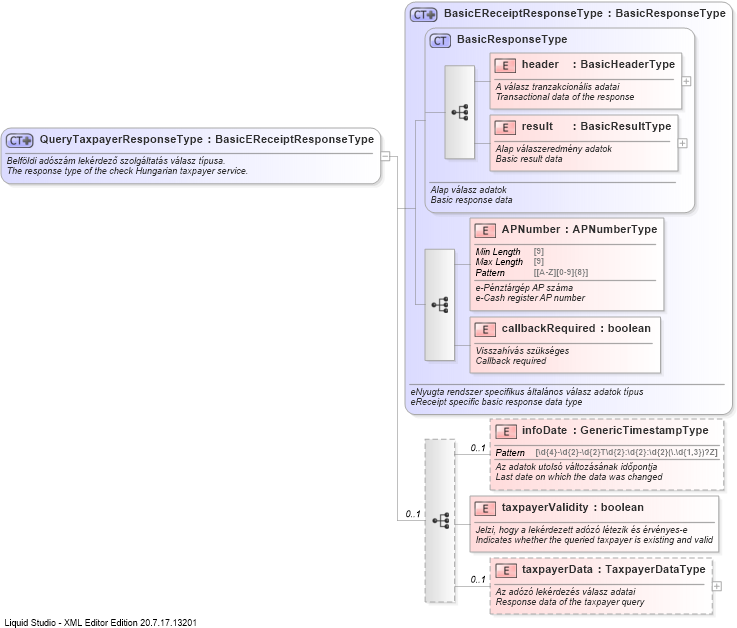 CT BasicEReceiptResponseType : BasicResponseType
CT BasicResponseType
E header : BasicHeaderType
A válasz tranzakcionális adatai
Transactional data of the response
E result : BasicResultType
Alap válaszeredmény adatok
Basic result data
Alap válasz adatok
Basic response data
CT QueryTaxpayerResponseType : BasicEReceiptResponseType
Belföldi adószám lekérdező szolgáltatás válasz típusa.
The response type of the check Hungarian taxpayer service.
E APNumber : APNumberType
Min Length [9]
Max Length [9]
Pattern [[A-Z][0-9]{8}]
e-Pénztárgép AP száma
e-Cash register AP number
E callbackRequired : boolean
Visszahívás szükséges
Callback required
eNyugta rendszer specifikus általános válasz adatok típus
eReceipt specific basic response data type
0..1
0..1
E infoDate : GenericTimestampType
Pattern [\d{4}-\d{2}-\d{2}T\d{2}:\d{2}:\d{2}(\.\d{1,3})?Z]
Az adatok utolsó változásának időpontja
Last date on which the data was changed
E taxpayerValidity : boolean
Jelzi, hogy a lekérdezett adózó létezik és érvényes-e
Indicates whether the queried taxpayer is existing and valid
0..1
E taxpayerData : TaxpayerDataType
Az adózó lekérdezés válasz adatai
Response data of the taxpayer query
Liquid Studio - XML Editor Edition 20.7.17.13201